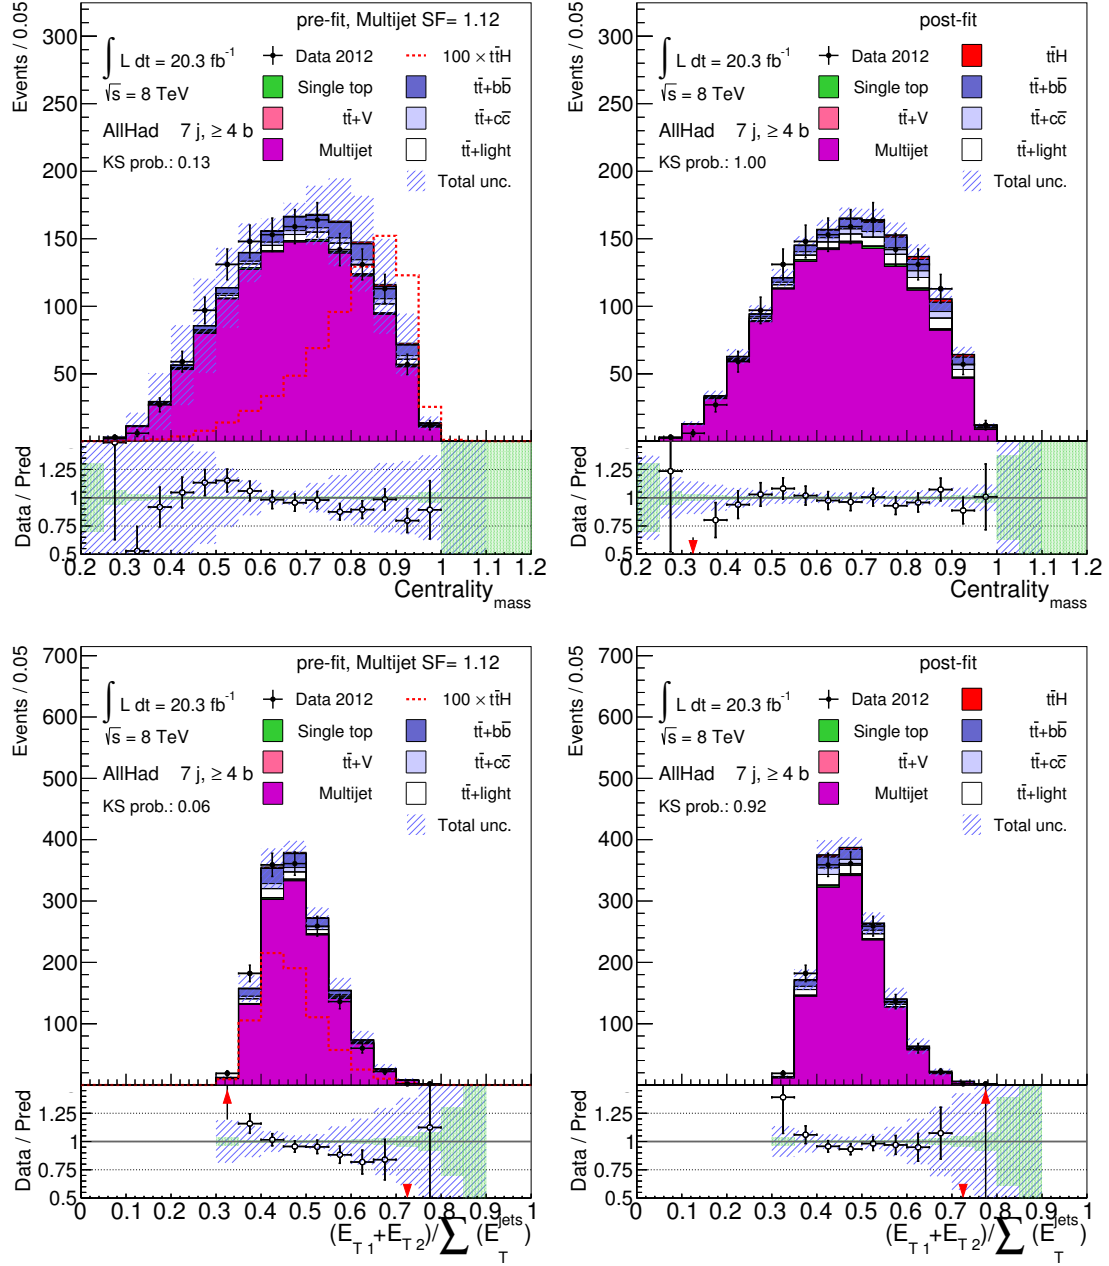 pre-fit, Multijet SF= 1.12
Events / 0.05
∫ L dt = 20.3 fb⁻¹
√s = 8 TeV
AllHad 7 j, ≥ 4 b
KS prob.: 0.13
Data 2012
100 × tt̄H
Single top
tt̄+bb̄
tt̄+V
tt̄+cc̄
Multijet
tt̄+light
Total unc.
300
250
200
150
100
50
Data / Pred
1.25
1
0.75
0.5
0.2 0.3 0.4 0.5 0.6 0.7 0.8 0.9 1 1.1 1.2
Centrality_mass
post-fit
Events / 0.05
∫ L dt = 20.3 fb⁻¹
√s = 8 TeV
AllHad 7 j, ≥ 4 b
KS prob.: 1.00
Data 2012
tt̄H
Single top
tt̄+bb̄
tt̄+V
tt̄+cc̄
Multijet
tt̄+light
Total unc.
300
250
200
150
100
50
Data / Pred
1.25
1
0.75
0.5
0.2 0.3 0.4 0.5 0.6 0.7 0.8 0.9 1 1.1 1.2
Centrality_mass
pre-fit, Multijet SF= 1.12
Events / 0.05
∫ L dt = 20.3 fb⁻¹
√s = 8 TeV
AllHad 7 j, ≥ 4 b
KS prob.: 0.06
Data 2012
100 × tt̄H
Single top
tt̄+bb̄
tt̄+V
tt̄+cc̄
Multijet
tt̄+light
Total unc.
700
600
500
400
300
200
100
Data / Pred
1.25
1
0.75
0.5
0 0.1 0.2 0.3 0.4 0.5 0.6 0.7 0.8 0.9 1
(E_T1+E_T2)/∑(E_T^jets)
post-fit
Events / 0.05
∫ L dt = 20.3 fb⁻¹
√s = 8 TeV
AllHad 7 j, ≥ 4 b
KS prob.: 0.92
Data 2012
tt̄H
Single top
tt̄+bb̄
tt̄+V
tt̄+cc̄
Multijet
tt̄+light
Total unc.
700
600
500
400
300
200
100
Data / Pred
1.25
1
0.75
0.5
0 0.1 0.2 0.3 0.4 0.5 0.6 0.7 0.8 0.9 1
(E_T1+E_T2)/∑(E_T^jets)